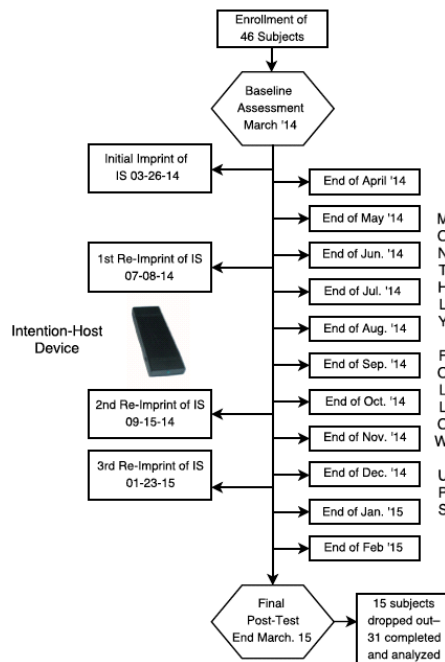 Enrollment of
46 Subjects
Baseline
Assessment
March '14
Initial Imprint of
IS 03-26-14
End of April '14
End of May '14
End of Jun. '14
1st Re-Imprint of IS
07-08-14
End of Jul. '14
End of Aug. '14
Intention-Host
Device
End of Sep. '14
End of Oct. '14
2nd Re-Imprint of IS
09-15-14
End of Nov. '14
3rd Re-Imprint of IS
01-23-15
End of Dec. '14
End of Jan. '15
End of Feb '15
M
O
N
T
H
L
Y
F
O
L
L
O
W
U
P
S
Final
Post-Test
End March. 15
15 subjects
dropped out–
31 completed
and analyzed